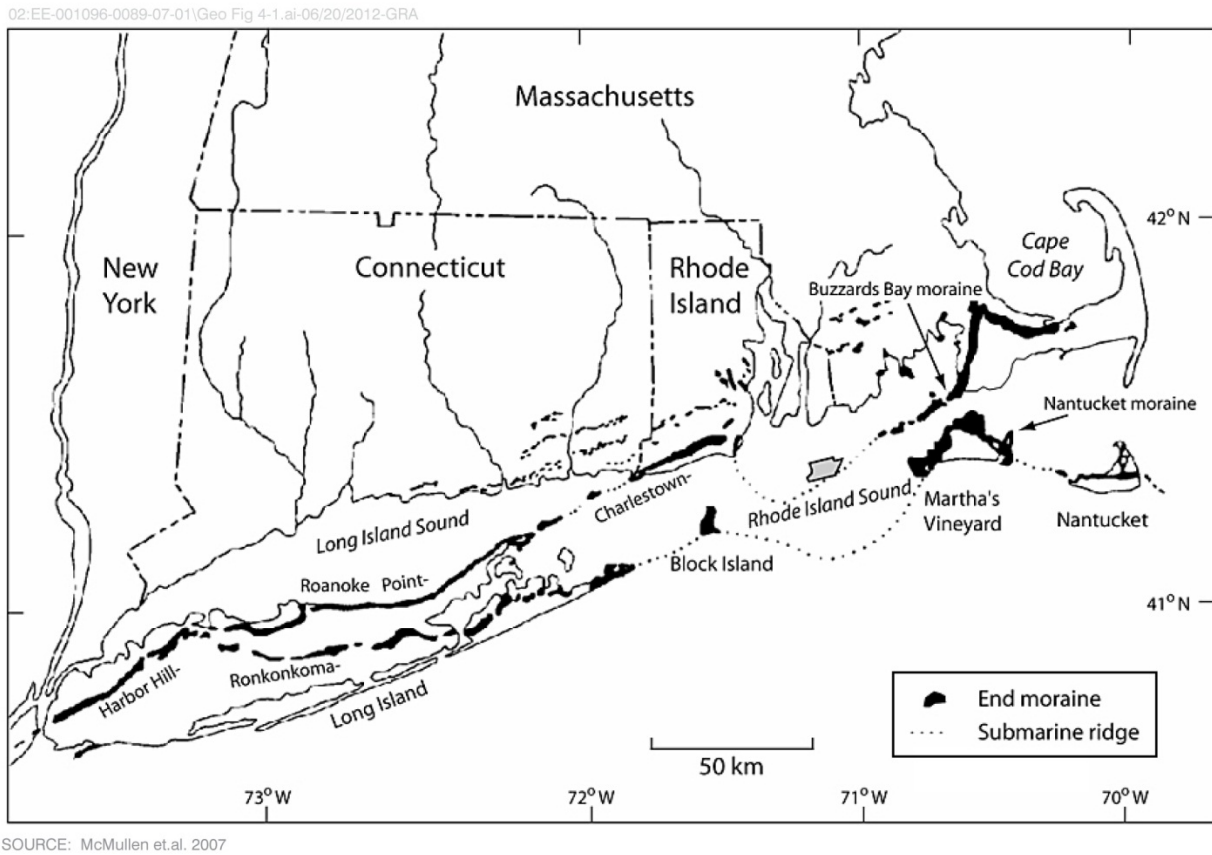 02:EE-001096-0089-07-01\Geo Fig 4-1.ai-06/20/2012-GRA
Massachusetts
42°N
New
York
Connecticut
Rhode
Island
Cape
Cod Bay
Buzzards Bay moraine
Nantucket moraine
Long Island Sound
Charlestown-
Rhode Island Sound
Martha's
Vineyard
Nantucket
Block Island
Roanoke Point-
41°N
Harbor Hill-
Ronkonkoma-
Long Island
End moraine
Submarine ridge
50 km
73°W
72°W
71°W
70°W
SOURCE: McMullen et.al. 2007